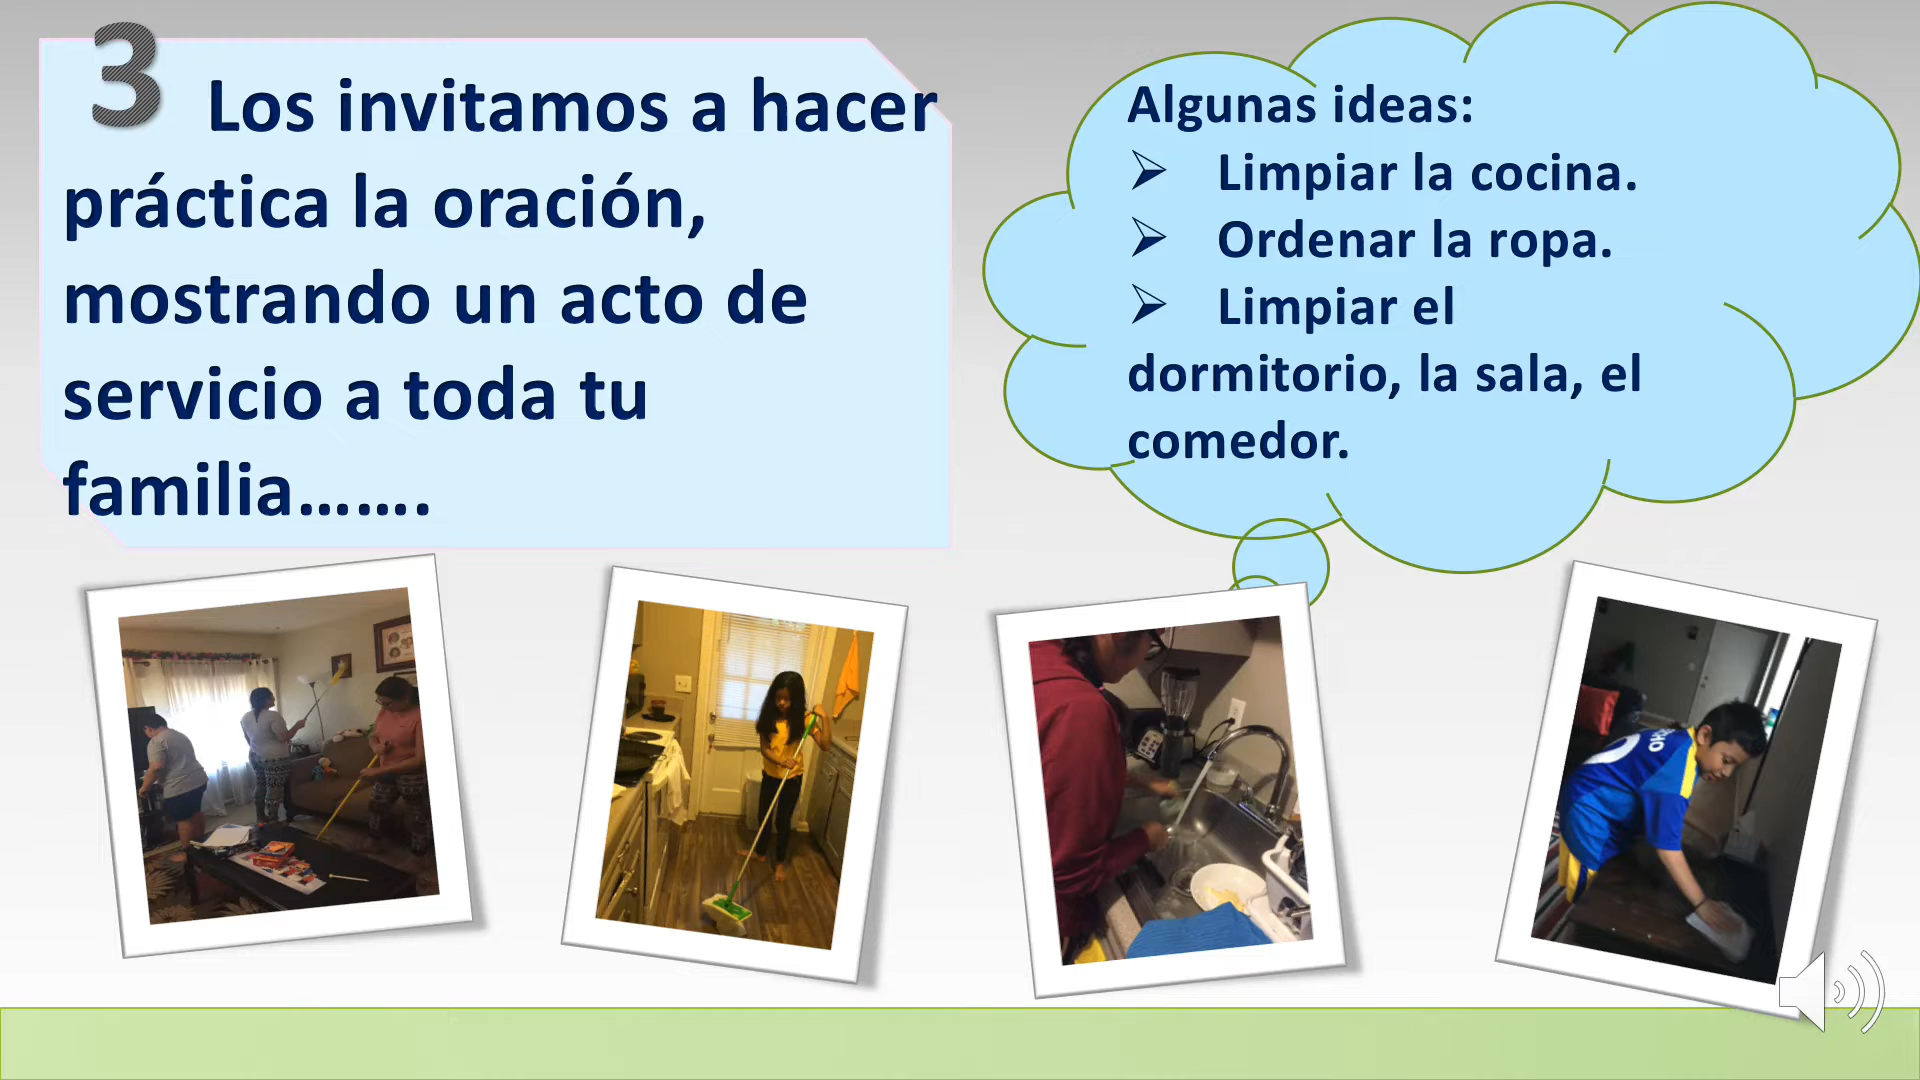 3 Los invitamos a hacer
práctica la oración,
mostrando un acto de
servicio a toda tu
familia…….
Algunas ideas:
➢ Limpiar la cocina.
➢ Ordenar la ropa.
➢ Limpiar el
dormitorio, la sala, el
comedor.